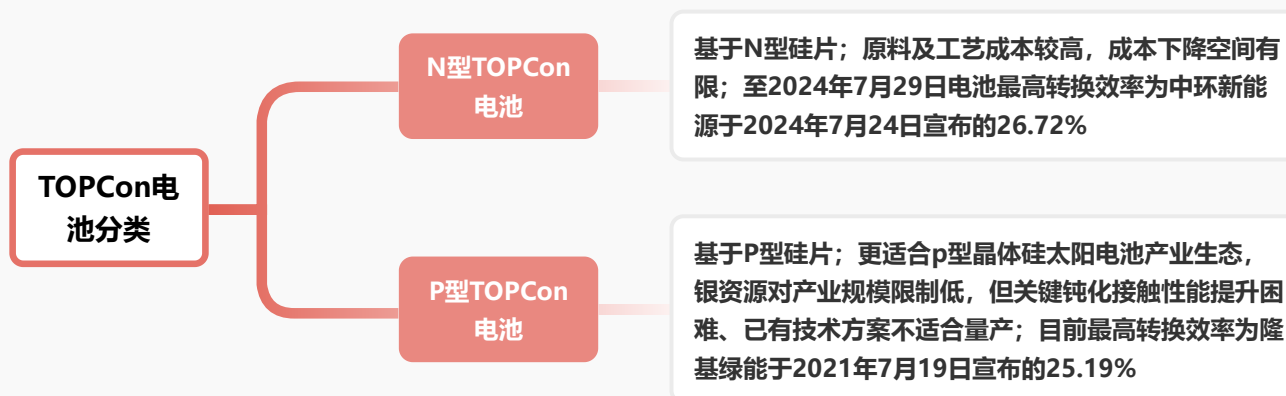 TOPCon电
池分类
N型TOPCon
电池
基于N型硅片；原料及工艺成本较高，成本下降空间有
限；至2024年7月29日电池最高转换效率为中环新能
源于2024年7月24日宣布的26.72%
P型TOPCon
电池
基于P型硅片；更适合p型晶体硅太阳电池产业生态，
银资源对产业规模限制低，但关键钝化接触性能提升困
难、已有技术方案不适合量产；目前最高转换效率为隆
基绿能于2021年7月19日宣布的25.19%